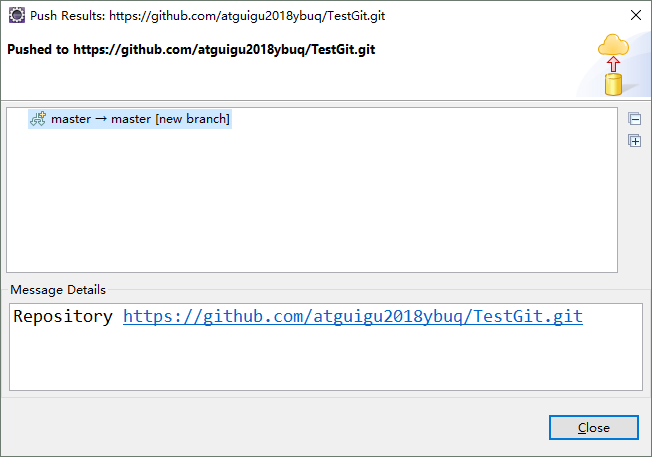 Push Results: https://github.com/atguigu2018ybuq/TestGit.git
Pushed to https://github.com/atguigu2018ybuq/TestGit.git
master → master [new branch]
Message Details
Repository https://github.com/atguigu2018ybuq/TestGit.git
Close